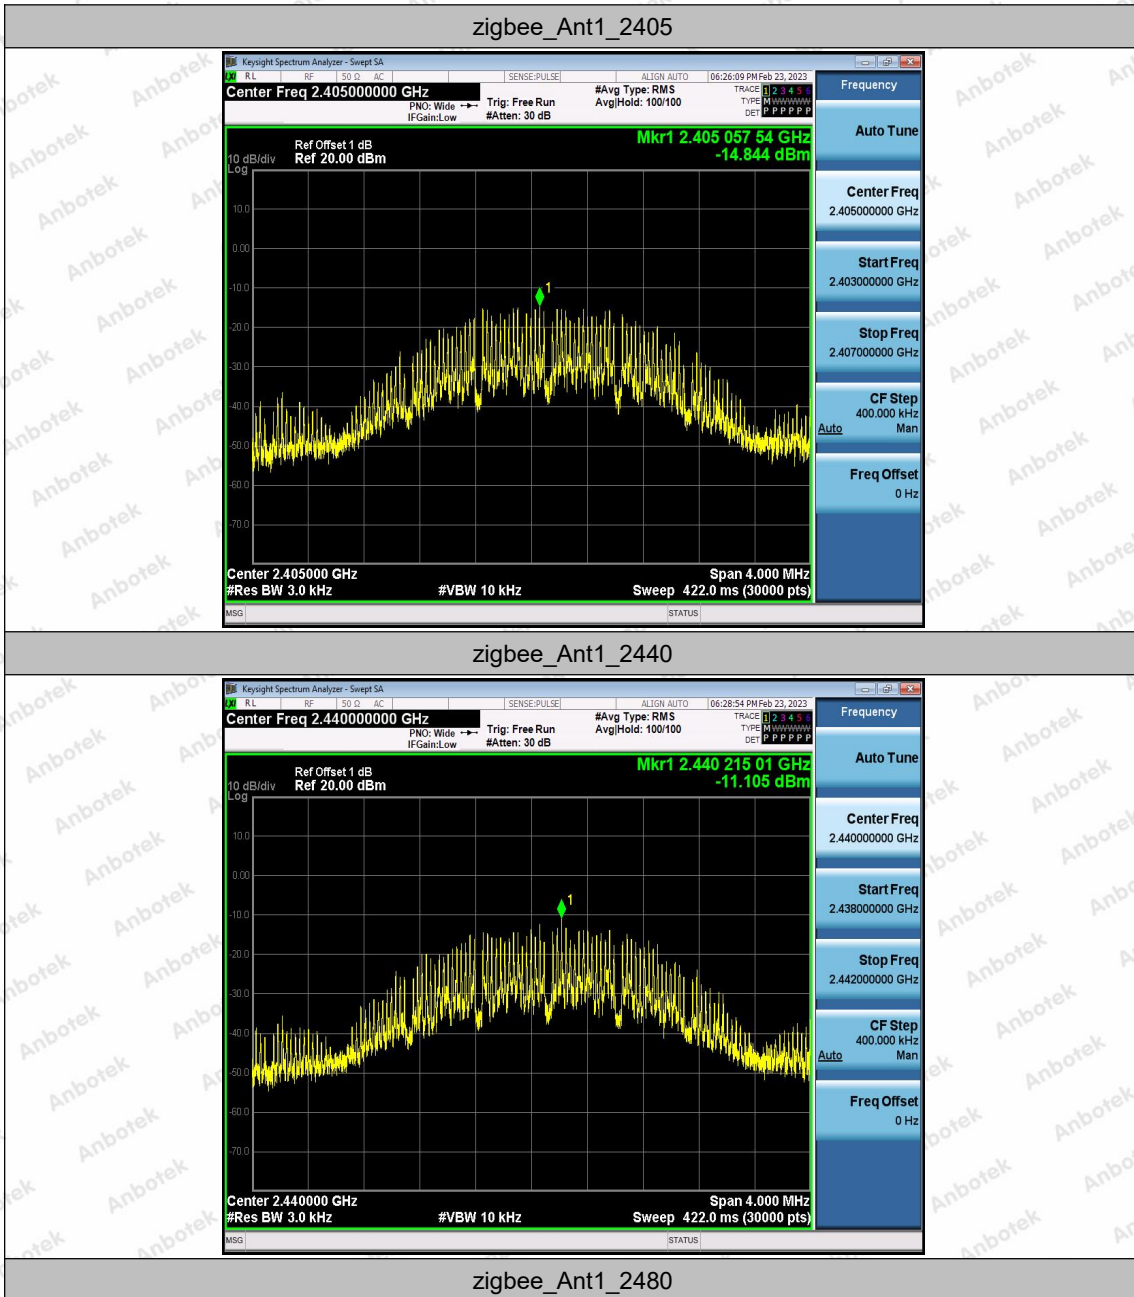 zigbee_Ant1_2405
Keysight Spectrum Analyzer - Swept SA
LXI RL RF 50 Ω AC SENSE:PULSE ALIGN AUTO 06:26:09 PM Feb 23, 2023
Center Freq 2.405000000 GHz
PNO: Wide
IFGain:Low
Trig: Free Run
#Atten: 30 dB
#Avg Type: RMS
Avg|Hold: 100/100
TRACE 1 2 3 4 5 6
TYPE M W W W W W
DET P P P P P P
Frequency
Auto Tune
Center Freq
2.405000000 GHz
Start Freq
2.403000000 GHz
Stop Freq
2.407000000 GHz
CF Step
400.000 kHz
Auto Man
Freq Offset
0 Hz
Mkr1 2.405 057 54 GHz
-14.844 dBm
Ref Offset 1 dB
10 dB/div Ref 20.00 dBm
Log
10.0
0.00
-10.0
-20.0
-30.0
-40.0
-50.0
-60.0
-70.0
1
Center 2.405000 GHz Span 4.000 MHz
#Res BW 3.0 kHz #VBW 10 kHz Sweep 422.0 ms (30000 pts)
MSG STATUS
zigbee_Ant1_2440
Keysight Spectrum Analyzer - Swept SA
LXI RL RF 50 Ω AC SENSE:PULSE ALIGN AUTO 06:28:54 PM Feb 23, 2023
Center Freq 2.440000000 GHz
PNO: Wide
IFGain:Low
Trig: Free Run
#Atten: 30 dB
#Avg Type: RMS
Avg|Hold: 100/100
TRACE 1 2 3 4 5 6
TYPE M W W W W W
DET P P P P P P
Frequency
Auto Tune
Center Freq
2.440000000 GHz
Start Freq
2.438000000 GHz
Stop Freq
2.442000000 GHz
CF Step
400.000 kHz
Auto Man
Freq Offset
0 Hz
Mkr1 2.440 215 01 GHz
-11.105 dBm
Ref Offset 1 dB
10 dB/div Ref 20.00 dBm
Log
10.0
0.00
-10.0
-20.0
-30.0
-40.0
-50.0
-60.0
-70.0
1
Center 2.440000 GHz Span 4.000 MHz
#Res BW 3.0 kHz #VBW 10 kHz Sweep 422.0 ms (30000 pts)
MSG STATUS
zigbee_Ant1_2480
Anbotek